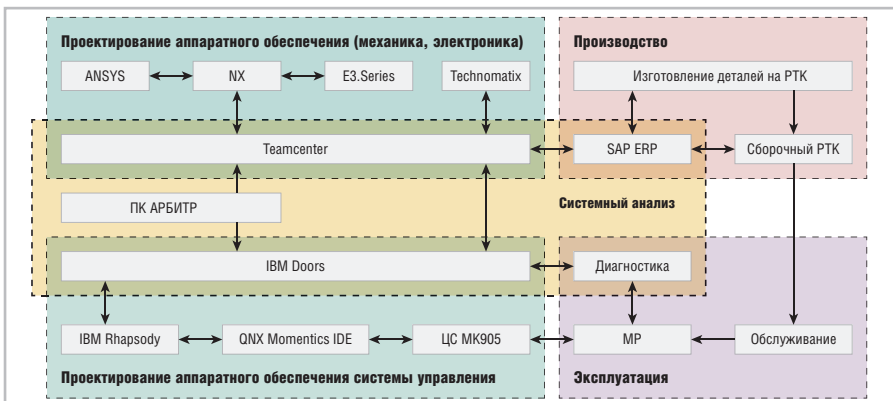 Проектирование аппаратного обеспечения (механика, электроника)
Производство
ANSYS
NX
E3.Series
Technomatix
Изготовление деталей на РТК
Teamcenter
SAP ERP
Сборочный РТК
ПК АРБИТР
Системный анализ
IBM Doors
Диагностика
IBM Rhapsody
QNX Momentics IDE
ЦС МК905
МР
Обслуживание
Проектирование аппаратного обеспечения системы управления
Эксплуатация